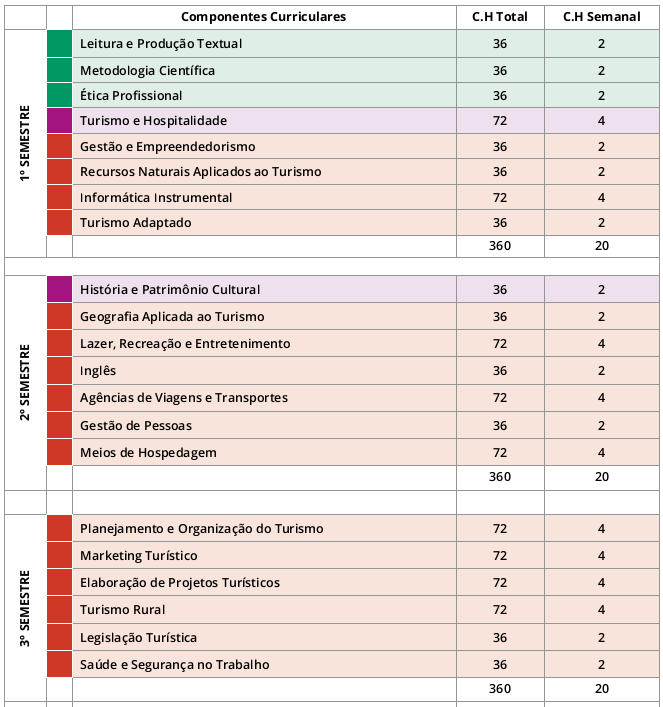 Componentes Curriculares C.H Total C.H Semanal
1º SEMESTRE
Leitura e Produção Textual 36 2
Metodologia Científica 36 2
Ética Profissional 36 2
Turismo e Hospitalidade 72 4
Gestão e Empreendedorismo 36 2
Recursos Naturais Aplicados ao Turismo 36 2
Informática Instrumental 72 4
Turismo Adaptado 36 2
360 20
2º SEMESTRE
História e Patrimônio Cultural 36 2
Geografia Aplicada ao Turismo 36 2
Lazer, Recreação e Entretenimento 72 4
Inglês 36 2
Agências de Viagens e Transportes 72 4
Gestão de Pessoas 36 2
Meios de Hospedagem 72 4
360 20
3º SEMESTRE
Planejamento e Organização do Turismo 72 4
Marketing Turístico 72 4
Elaboração de Projetos Turísticos 72 4
Turismo Rural 72 4
Legislação Turística 36 2
Saúde e Segurança no Trabalho 36 2
360 20